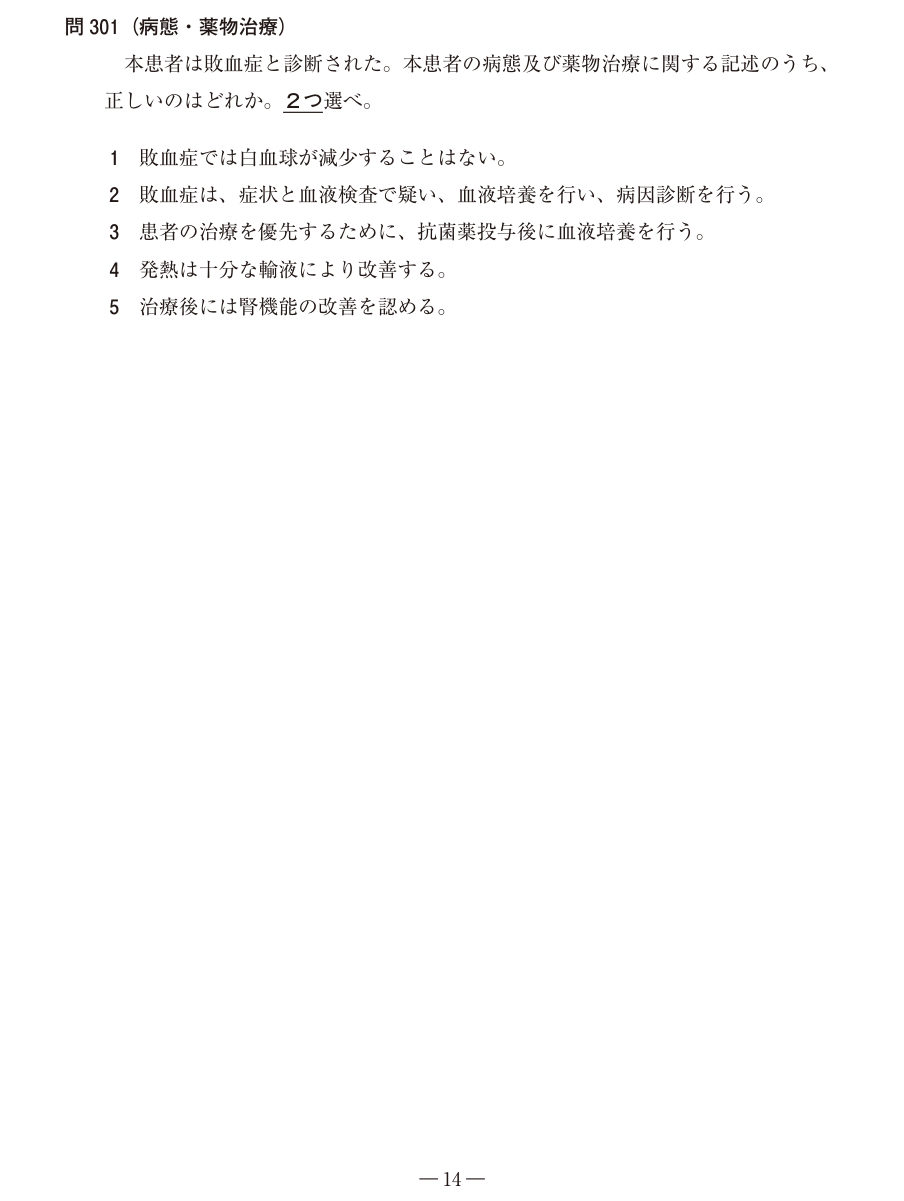 問 301（病態・薬物治療）
本患者は敗血症と診断された。本患者の病態及び薬物治療に関する記述のうち、
正しいのはどれか。２つ選べ。
1 敗血症では白血球が減少することはない。
2 敗血症は、症状と血液検査で疑い、血液培養を行い、病因診断を行う。
3 患者の治療を優先するために、抗菌薬投与後に血液培養を行う。
4 発熱は十分な輸液により改善する。
5 治療後には腎機能の改善を認める。
— 14 —